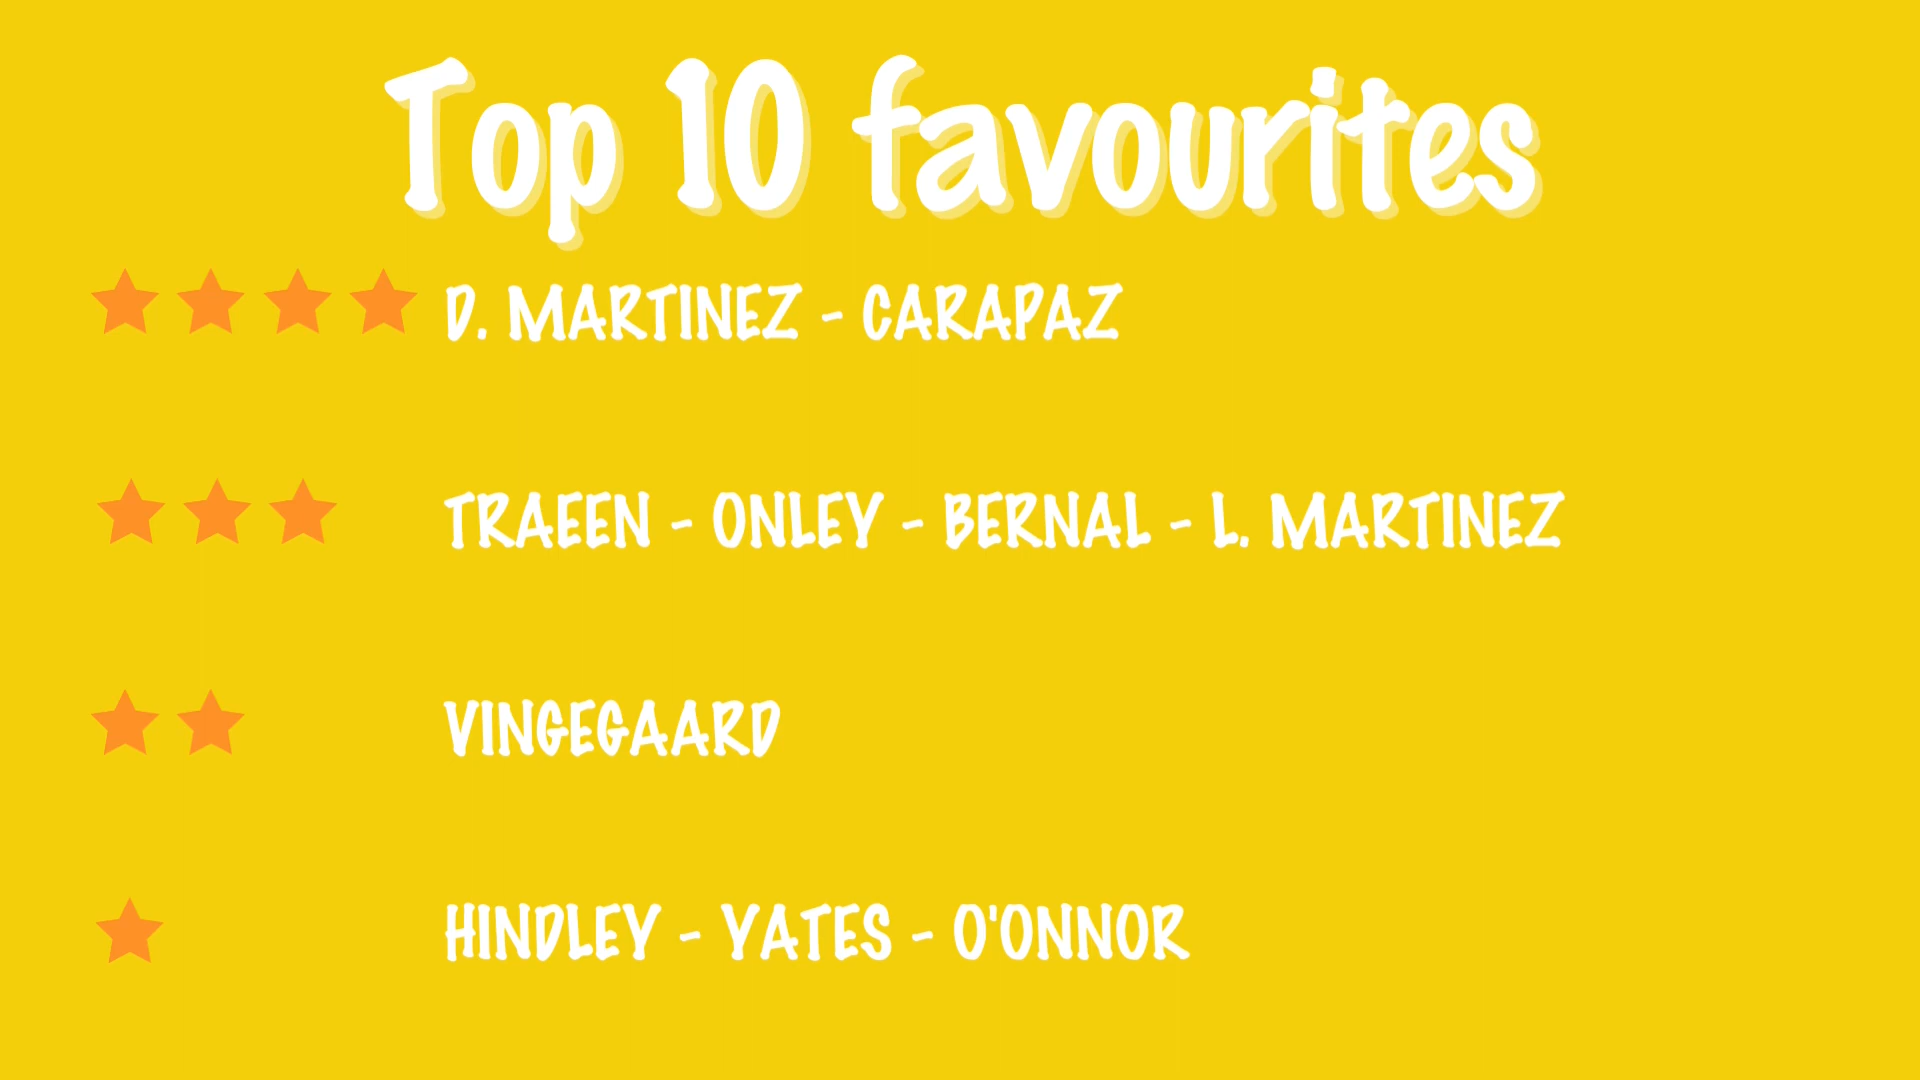 Top 10 favourites
D. MARTINEZ - CARAPAZ
TRAEEN - ONLEY - BERNAL - L. MARTINEZ
VINGEGAARD
HINDLEY - YATES - O'ONNOR